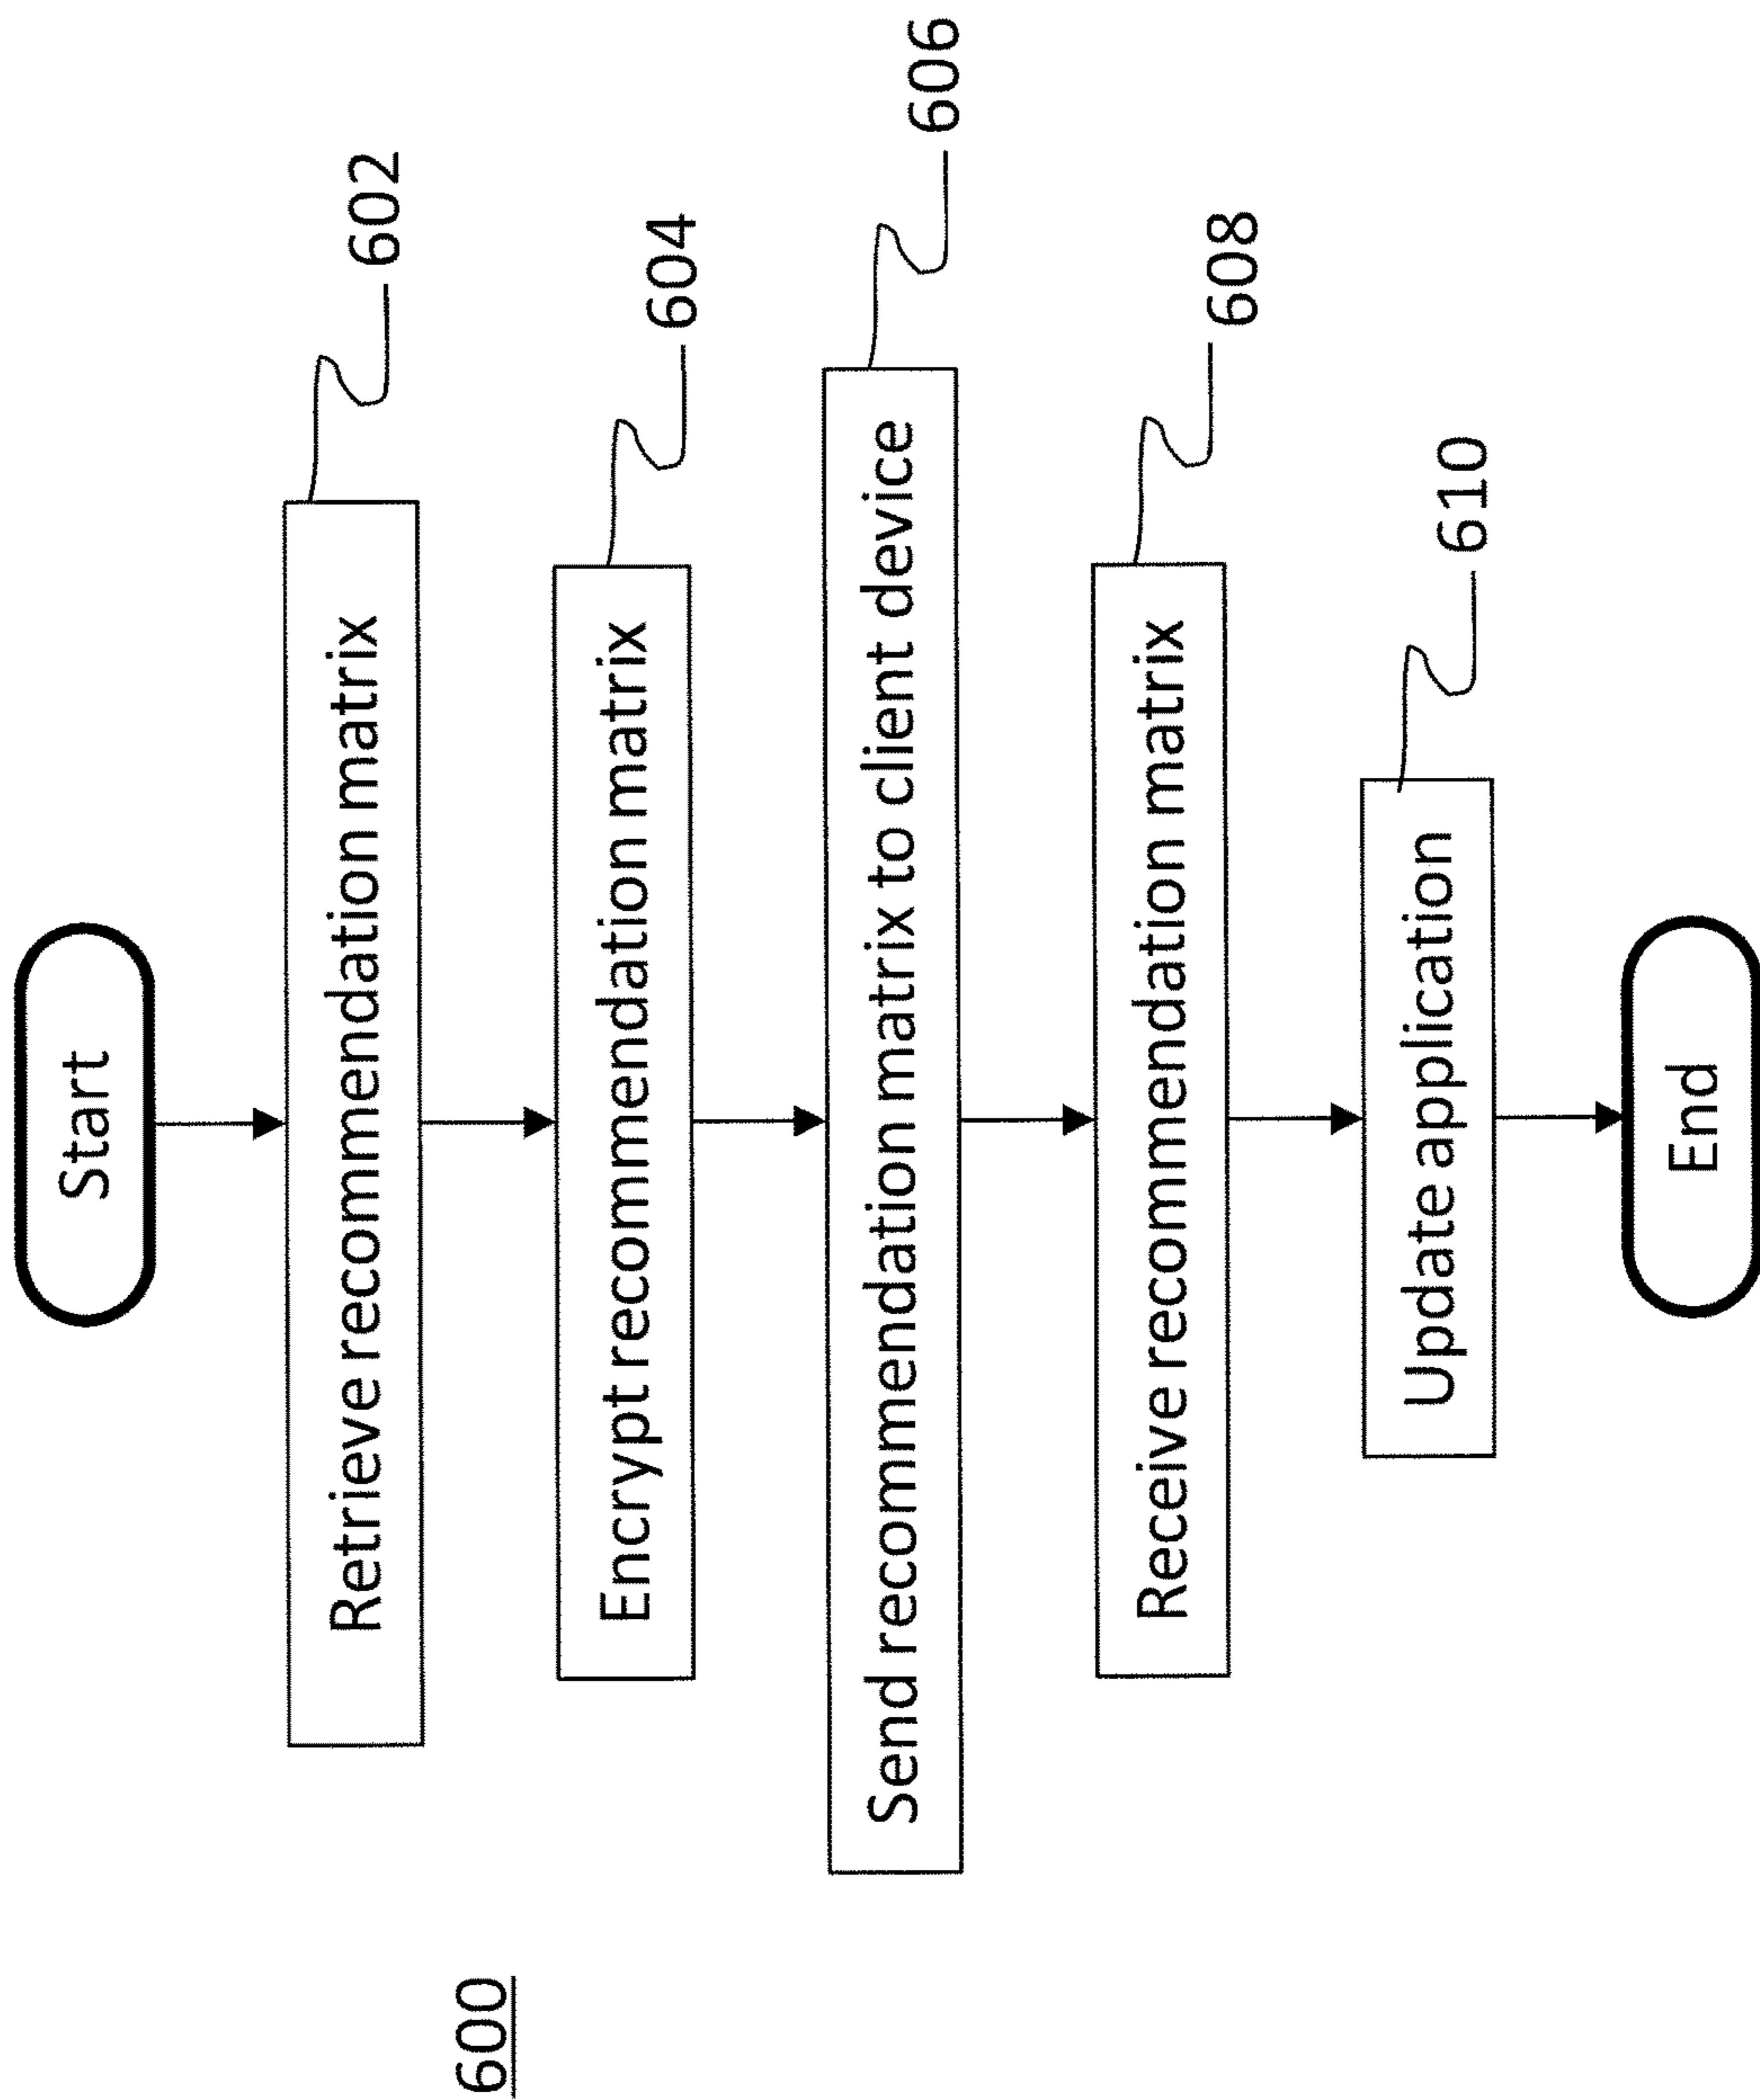 600
Start
Retrieve recommendation matrix
602
Encrypt recommendation matrix
604
Send recommendation matrix to client device
606
Receive recommendation matrix
608
Update application
610
End